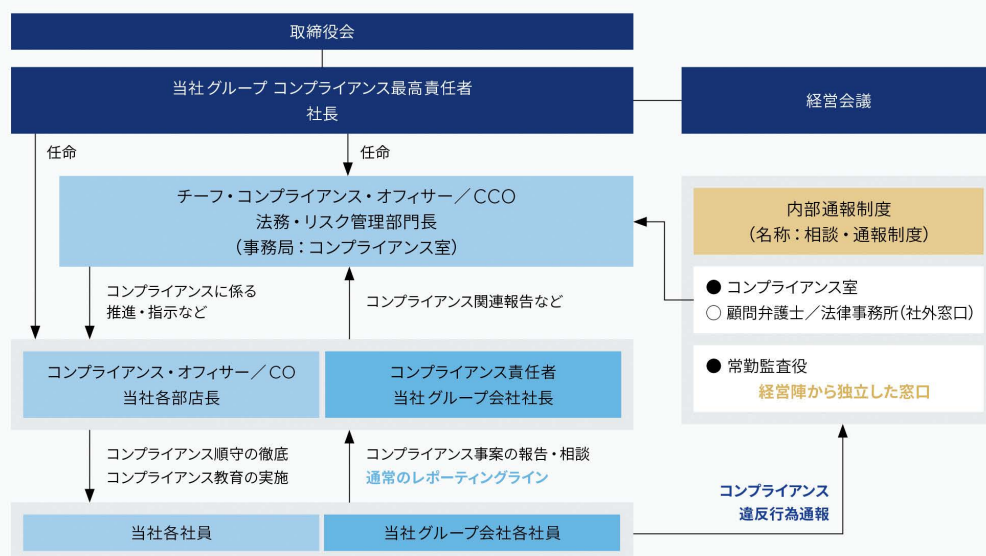 取締役会
当社グループ コンプライアンス最高責任者
社長
経営会議
任命
任命
チーフ・コンプライアンス・オフィサー／CCO
法務・リスク管理部門長
（事務局：コンプライアンス室）
内部通報制度
（名称：相談・通報制度）
● コンプライアンス室
○ 顧問弁護士／法律事務所（社外窓口）
● 常勤監査役
経営陣から独立した窓口
コンプライアンスに係る
推進・指示など
コンプライアンス関連報告など
コンプライアンス・オフィサー／CO
当社各部店長
コンプライアンス責任者
当社グループ会社社長
コンプライアンス順守の徹底
コンプライアンス教育の実施
コンプライアンス事案の報告・相談
通常のレポーティングライン
コンプライアンス
違反行為通報
当社各社員
当社グループ会社各社員